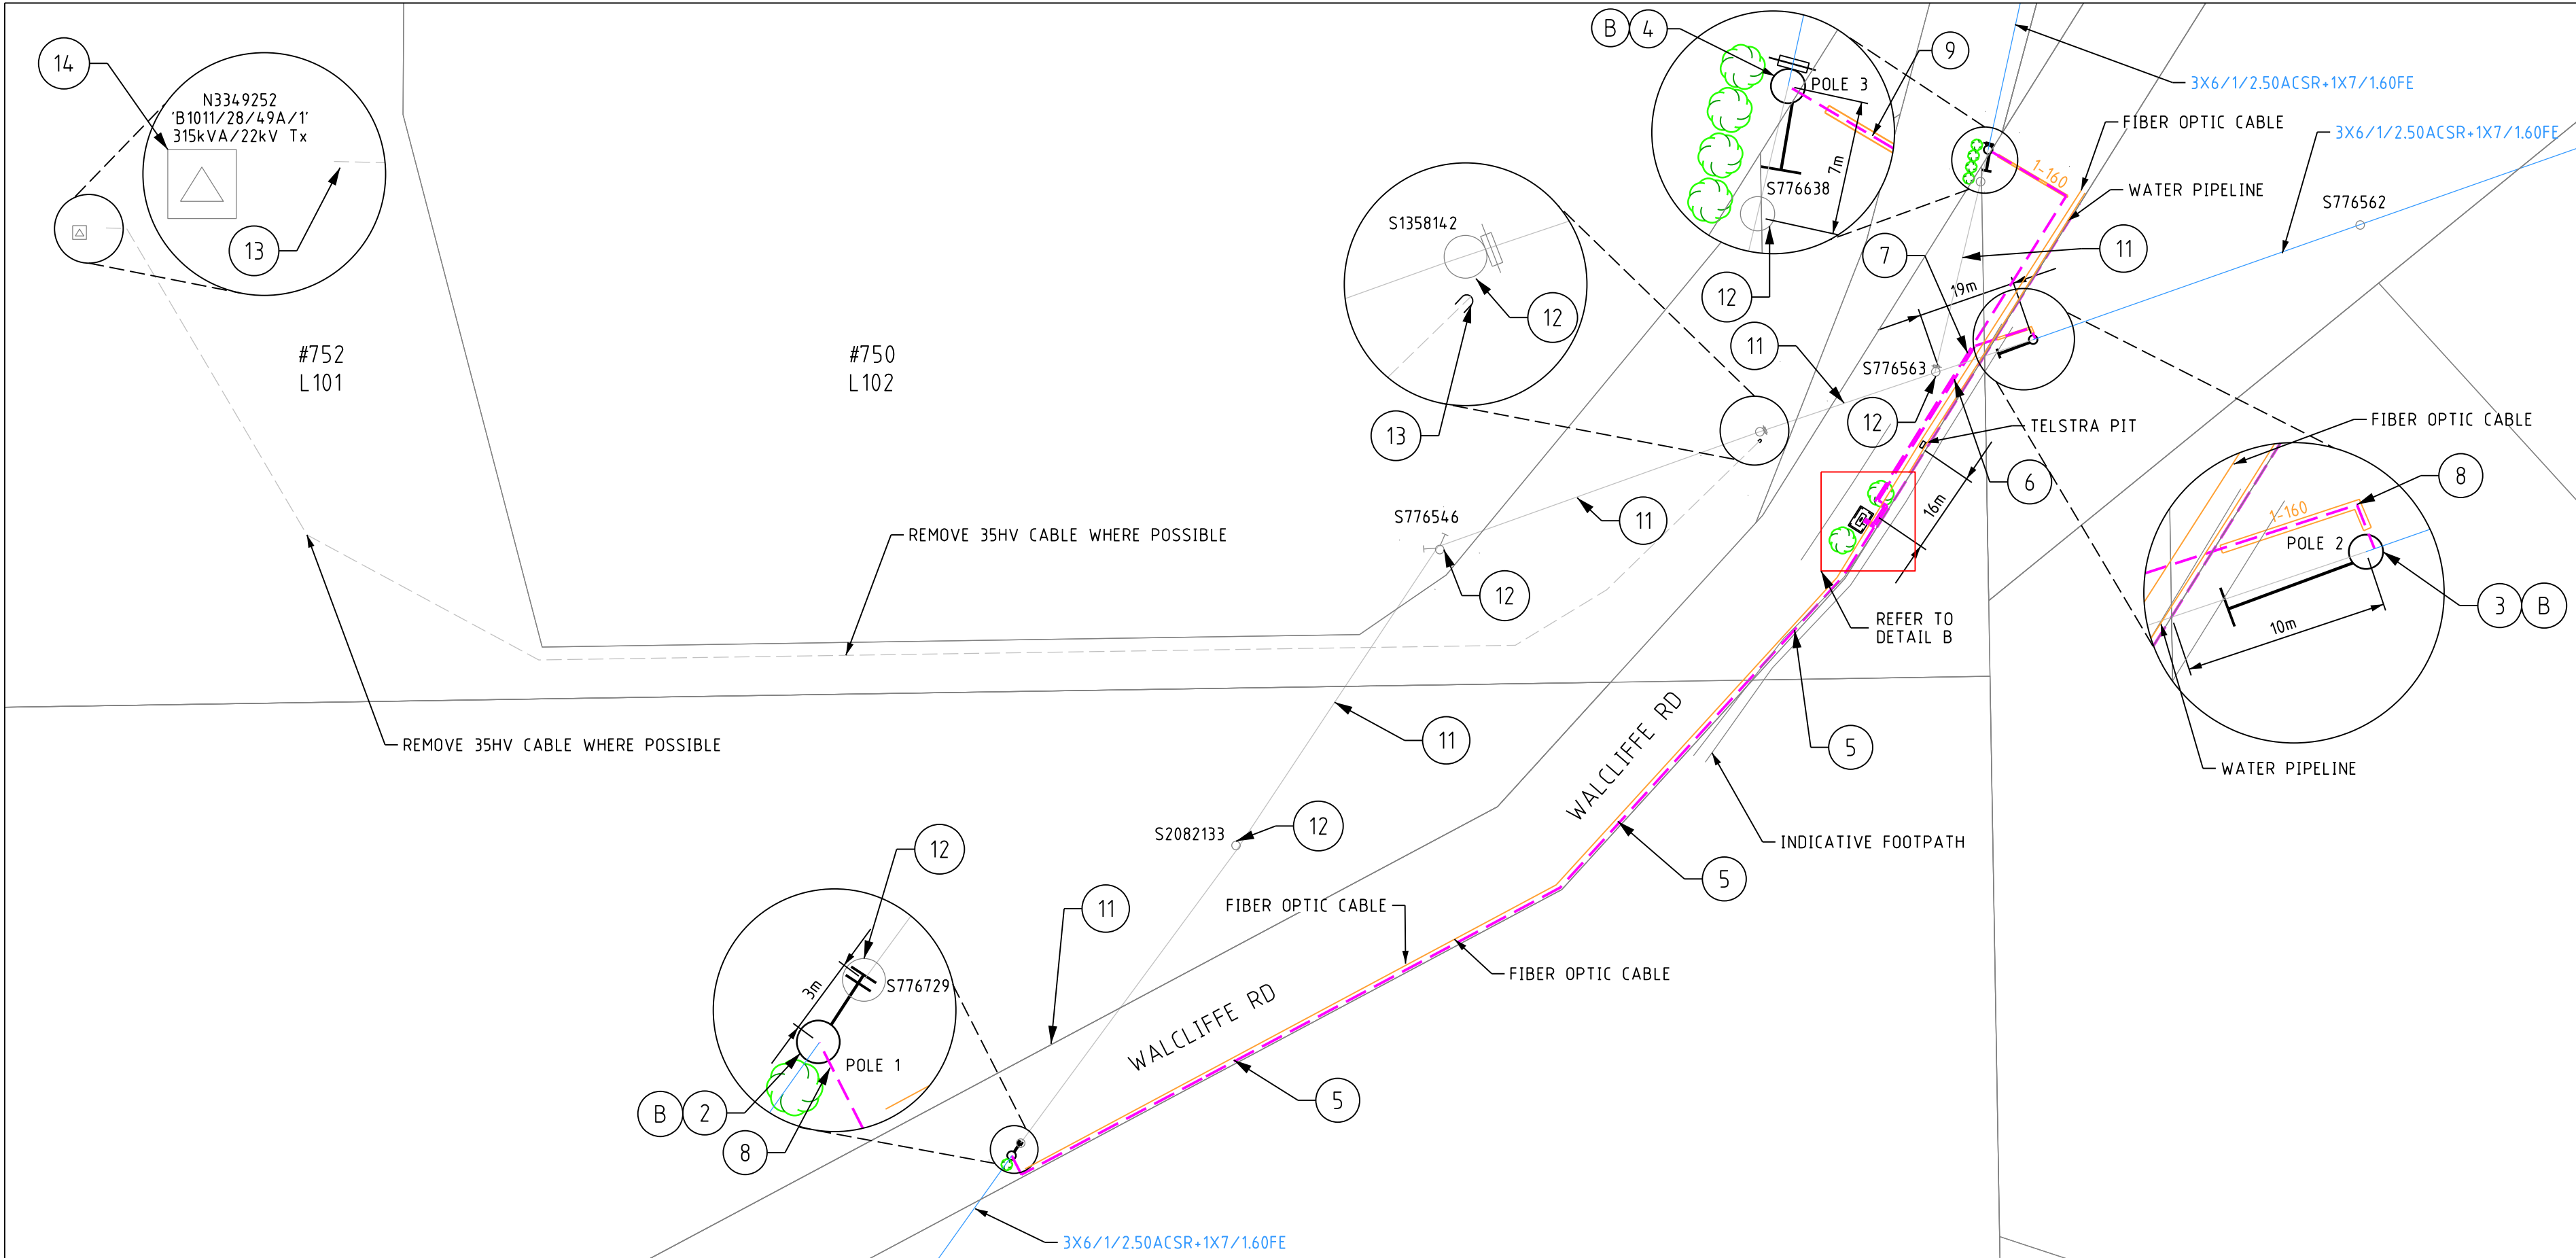 14
N3349252
'B1011/28/49A/1'
315kVA/22kV Tx
13
#752
L101
#750
L102
B 4
9
POLE 3
S776638
7m
12
3X6/1/2.50ACSR+1X7/1.60FE
FIBER OPTIC CABLE
3X6/1/2.50ACSR+1X7/1.60FE
1-160
WATER PIPELINE
S776562
11
7
19m
S1358142
12
13
11
S776563
12
TELSTRA PIT
6
16m
FIBER OPTIC CABLE
8
1-160
POLE 2
3 B
10m
WATER PIPELINE
S776546
11
12
REMOVE 35HV CABLE WHERE POSSIBLE
REFER TO
DETAIL B
REMOVE 35HV CABLE WHERE POSSIBLE
11
5
WALCLIFFE RD
S2082133
12
INDICATIVE FOOTPATH
5
12
3m
S776729
POLE 1
B 2
8
11
FIBER OPTIC CABLE
FIBER OPTIC CABLE
WALCLIFFE RD
5
3X6/1/2.50ACSR+1X7/1.60FE